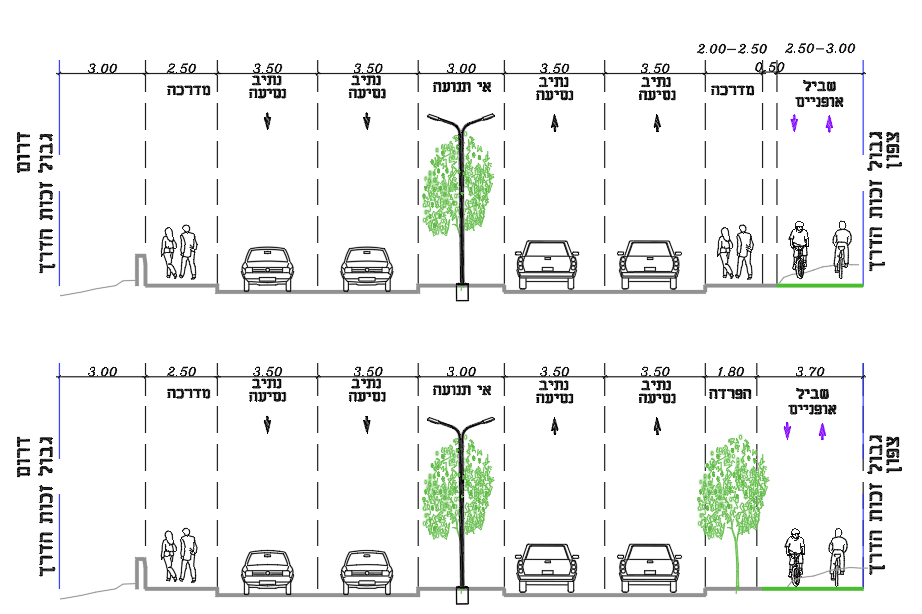 2.00–2.50 2.50–3.00
3.00 2.50 3.50 3.50 3.00 3.50 3.50 0.50
מדרכה
נתיב
נסיעה
נתיב
נסיעה
אי תנועה
נתיב
נסיעה
נתיב
נסיעה
מדרכה
שביל
אופניים
דרום
גבול זכות הדרך
גבול זכות הדרך
צפון
3.00 2.50 3.50 3.50 3.00 3.50 3.50 1.80 3.70
מדרכה
נתיב
נסיעה
נתיב
נסיעה
אי תנועה
נתיב
נסיעה
נתיב
נסיעה
הפרדה
שביל
אופניים
דרום
גבול זכות הדרך
גבול זכות הדרך
צפון